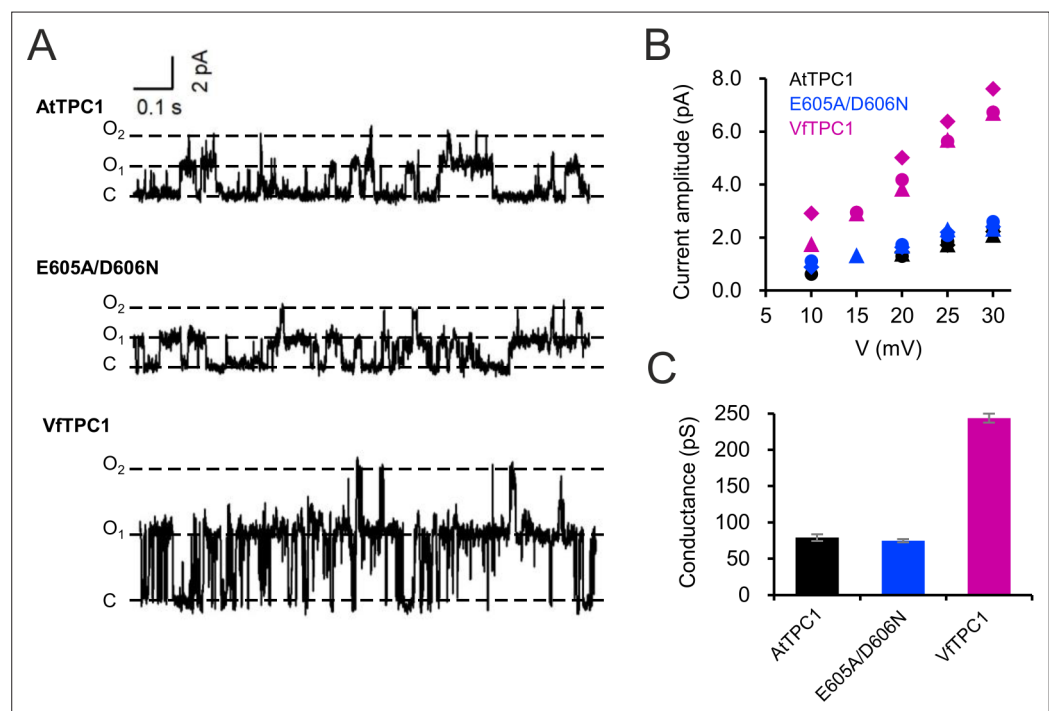 A
2 pA
0.1 s
AtTPC1
O₂
O₁
C
E605A/D606N
O₂
O₁
C
VfTPC1
O₂
O₁
C
B
Current amplitude (pA)
8.0
6.0
4.0
2.0
0.0
AtTPC1
E605A/D606N
VfTPC1
5 10 15 20 25 30
V (mV)
C
Conductance (pS)
250
200
150
100
50
0
AtTPC1
E605A/D606N
VfTPC1